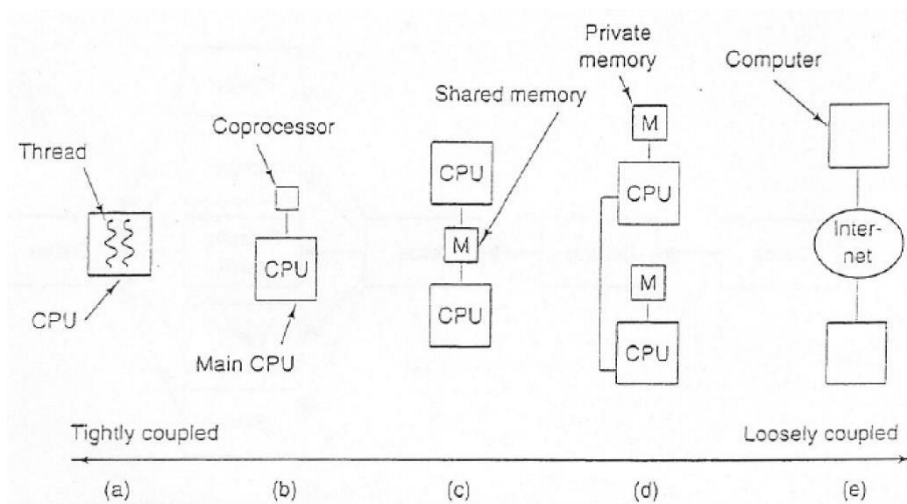 Thread
CPU
(a)
Coprocessor
CPU
Main CPU
(b)
Shared memory
CPU
M
CPU
(c)
Private
memory
M
CPU
M
CPU
(d)
Computer
Inter-
net
(e)
Tightly coupled
Loosely coupled